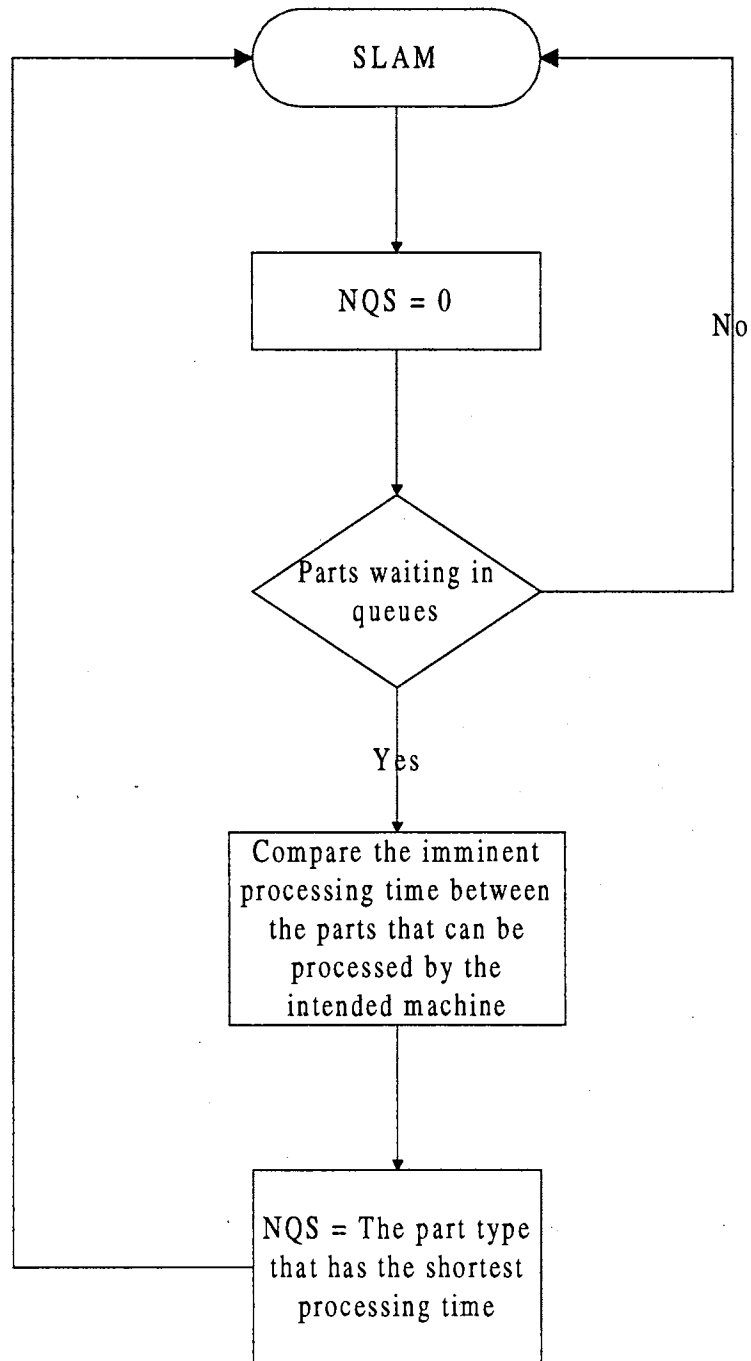 SLAM
NQS = 0
No
Parts waiting in
queues
Yes
Compare the imminent
processing time between
the parts that can be
processed by the
intended machine
NQS = The part type
that has the shortest
processing time